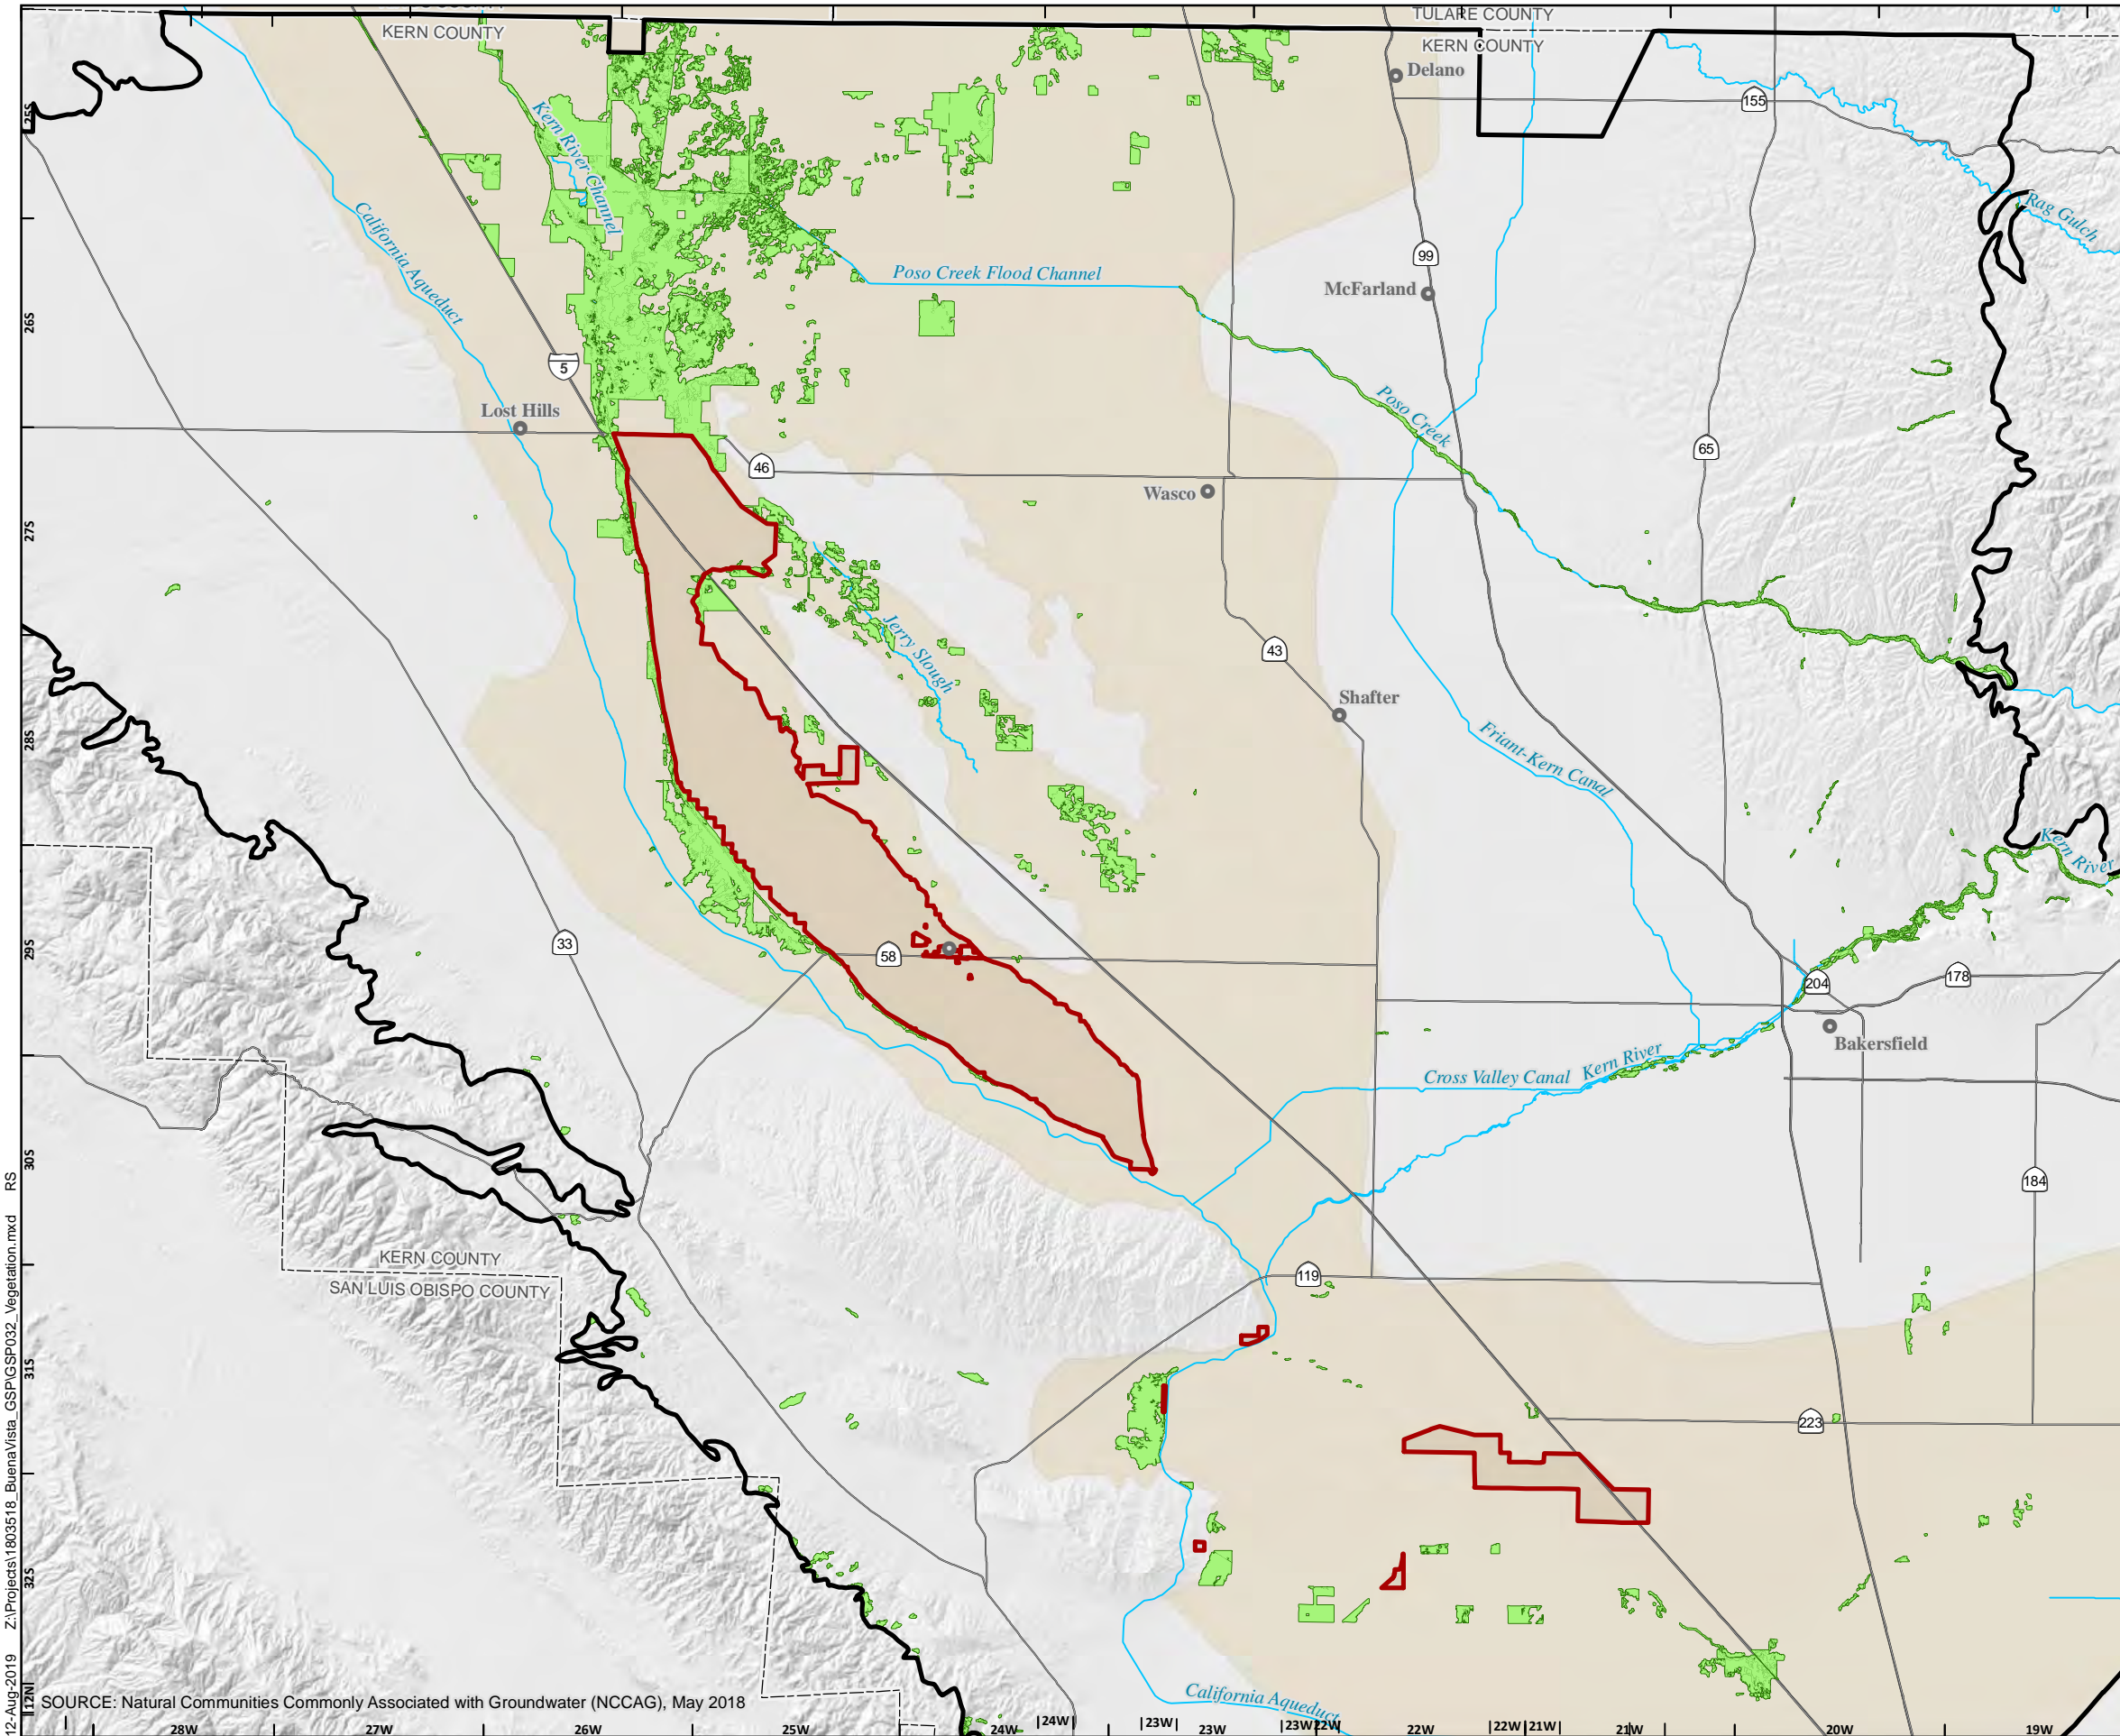 KERN COUNTY
TULARE COUNTY
KERN COUNTY
Delano
155
25S
Kern River Channel
California Aqueduct
Rag Gulch
99
Poso Creek Flood Channel
McFarland
26S
5
Lost Hills
Poso Creek
65
46
Wasco
27S
Jerry Slough
43
Shafter
28S
Friant-Kern Canal
Kern River
33
58
29S
178
204
Bakersfield
Cross Valley Canal
Kern River
30S
184
KERN COUNTY
SAN LUIS OBISPO COUNTY
119
31S
223
32S
12N
California Aqueduct
SOURCE: Natural Communities Commonly Associated with Groundwater (NCCAG), May 2018
28W
27W
26W
25W
24W
24W
23W
23W
23W
22W
22W
22W
21W
21W
20W
19W
12-Aug-2019 Z:\Projects\1803518_BuenaVista_GSP\GSP032_Vegetation.mxd RS